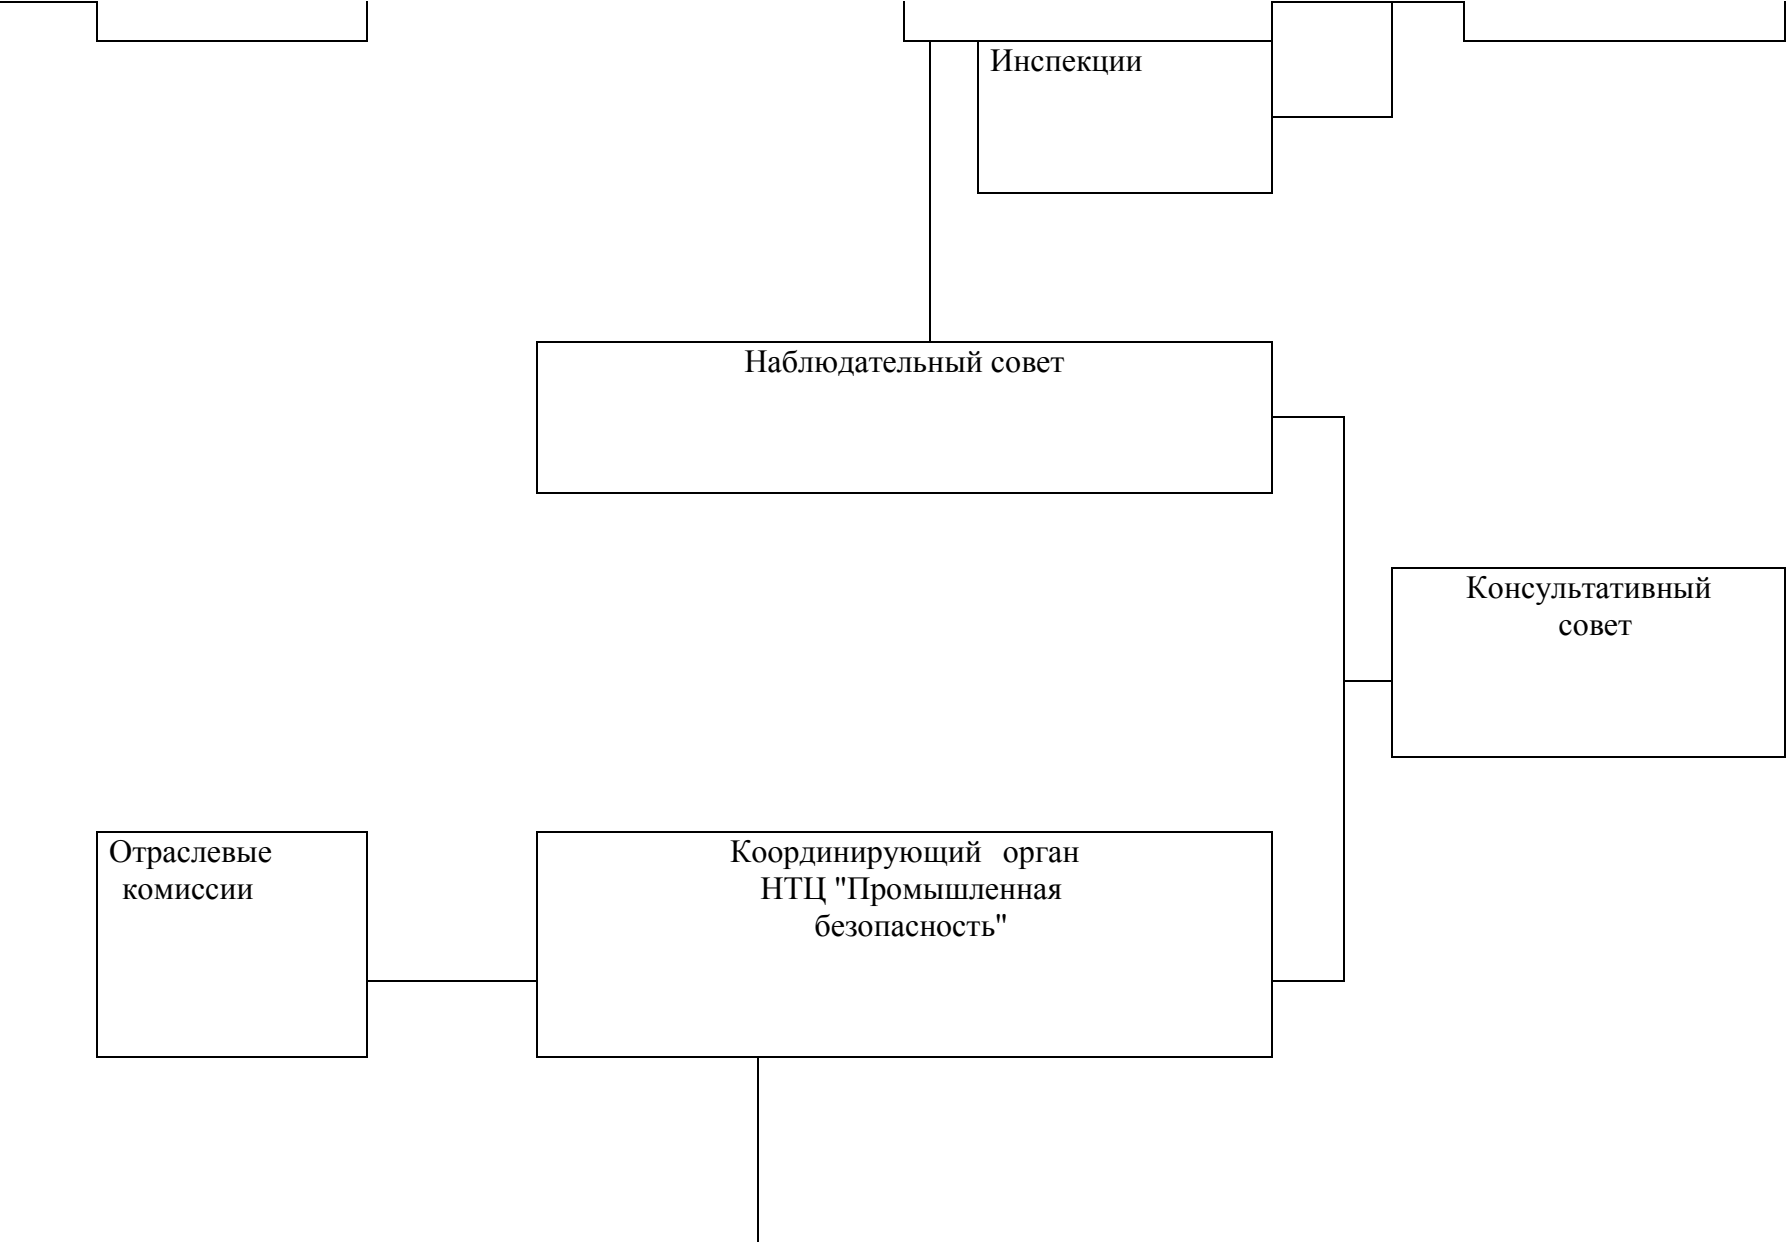 Инспекции
Наблюдательный совет
Консультативный
совет
Отраслевые
комиссии
Координирующий орган
НТЦ "Промышленная
безопасность"